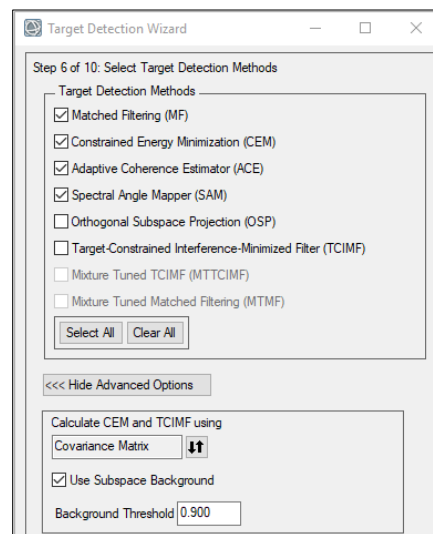 Target Detection Wizard
Step 6 of 10: Select Target Detection Methods
Target Detection Methods
Matched Filtering (MF)
Constrained Energy Minimization (CEM)
Adaptive Coherence Estimator (ACE)
Spectral Angle Mapper (SAM)
Orthogonal Subspace Projection (OSP)
Target-Constrained Interference-Minimized Filter (TCIMF)
Mixture Tuned TCIMF (MTTCIMF)
Mixture Tuned Matched Filtering (MTMF)
Select All Clear All
<<< Hide Advanced Options
Calculate CEM and TCIMF using
Covariance Matrix
Use Subspace Background
Background Threshold 0.900